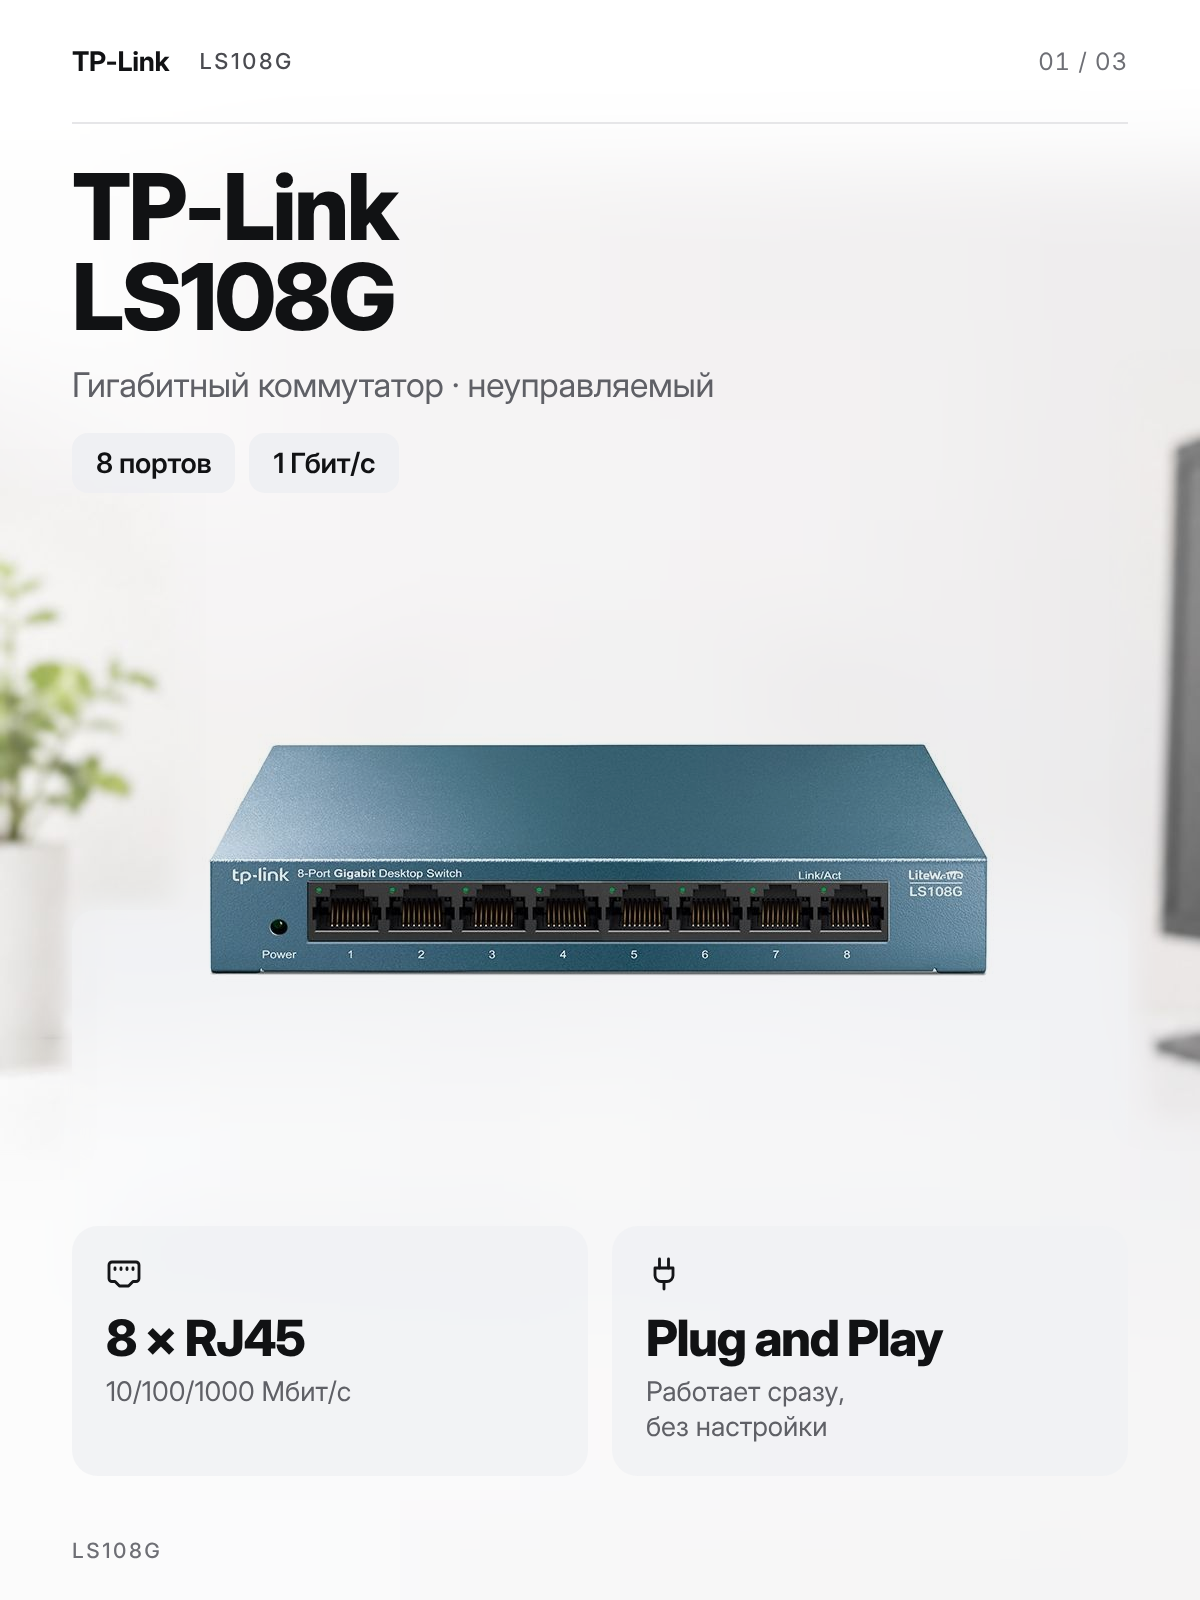 TP-Link LS108G 01 / 03
TP-Link
LS108G
Гигабитный коммутатор · неуправляемый
8 портов 1 Гбит/с
tp-link 8-Port Gigabit Desktop Switch Link/Act LiteWave
LS108G
Power 1 2 3 4 5 6 7 8
8 × RJ45
10/100/1000 Мбит/с
Plug and Play
Работает сразу,
без настройки
LS108G